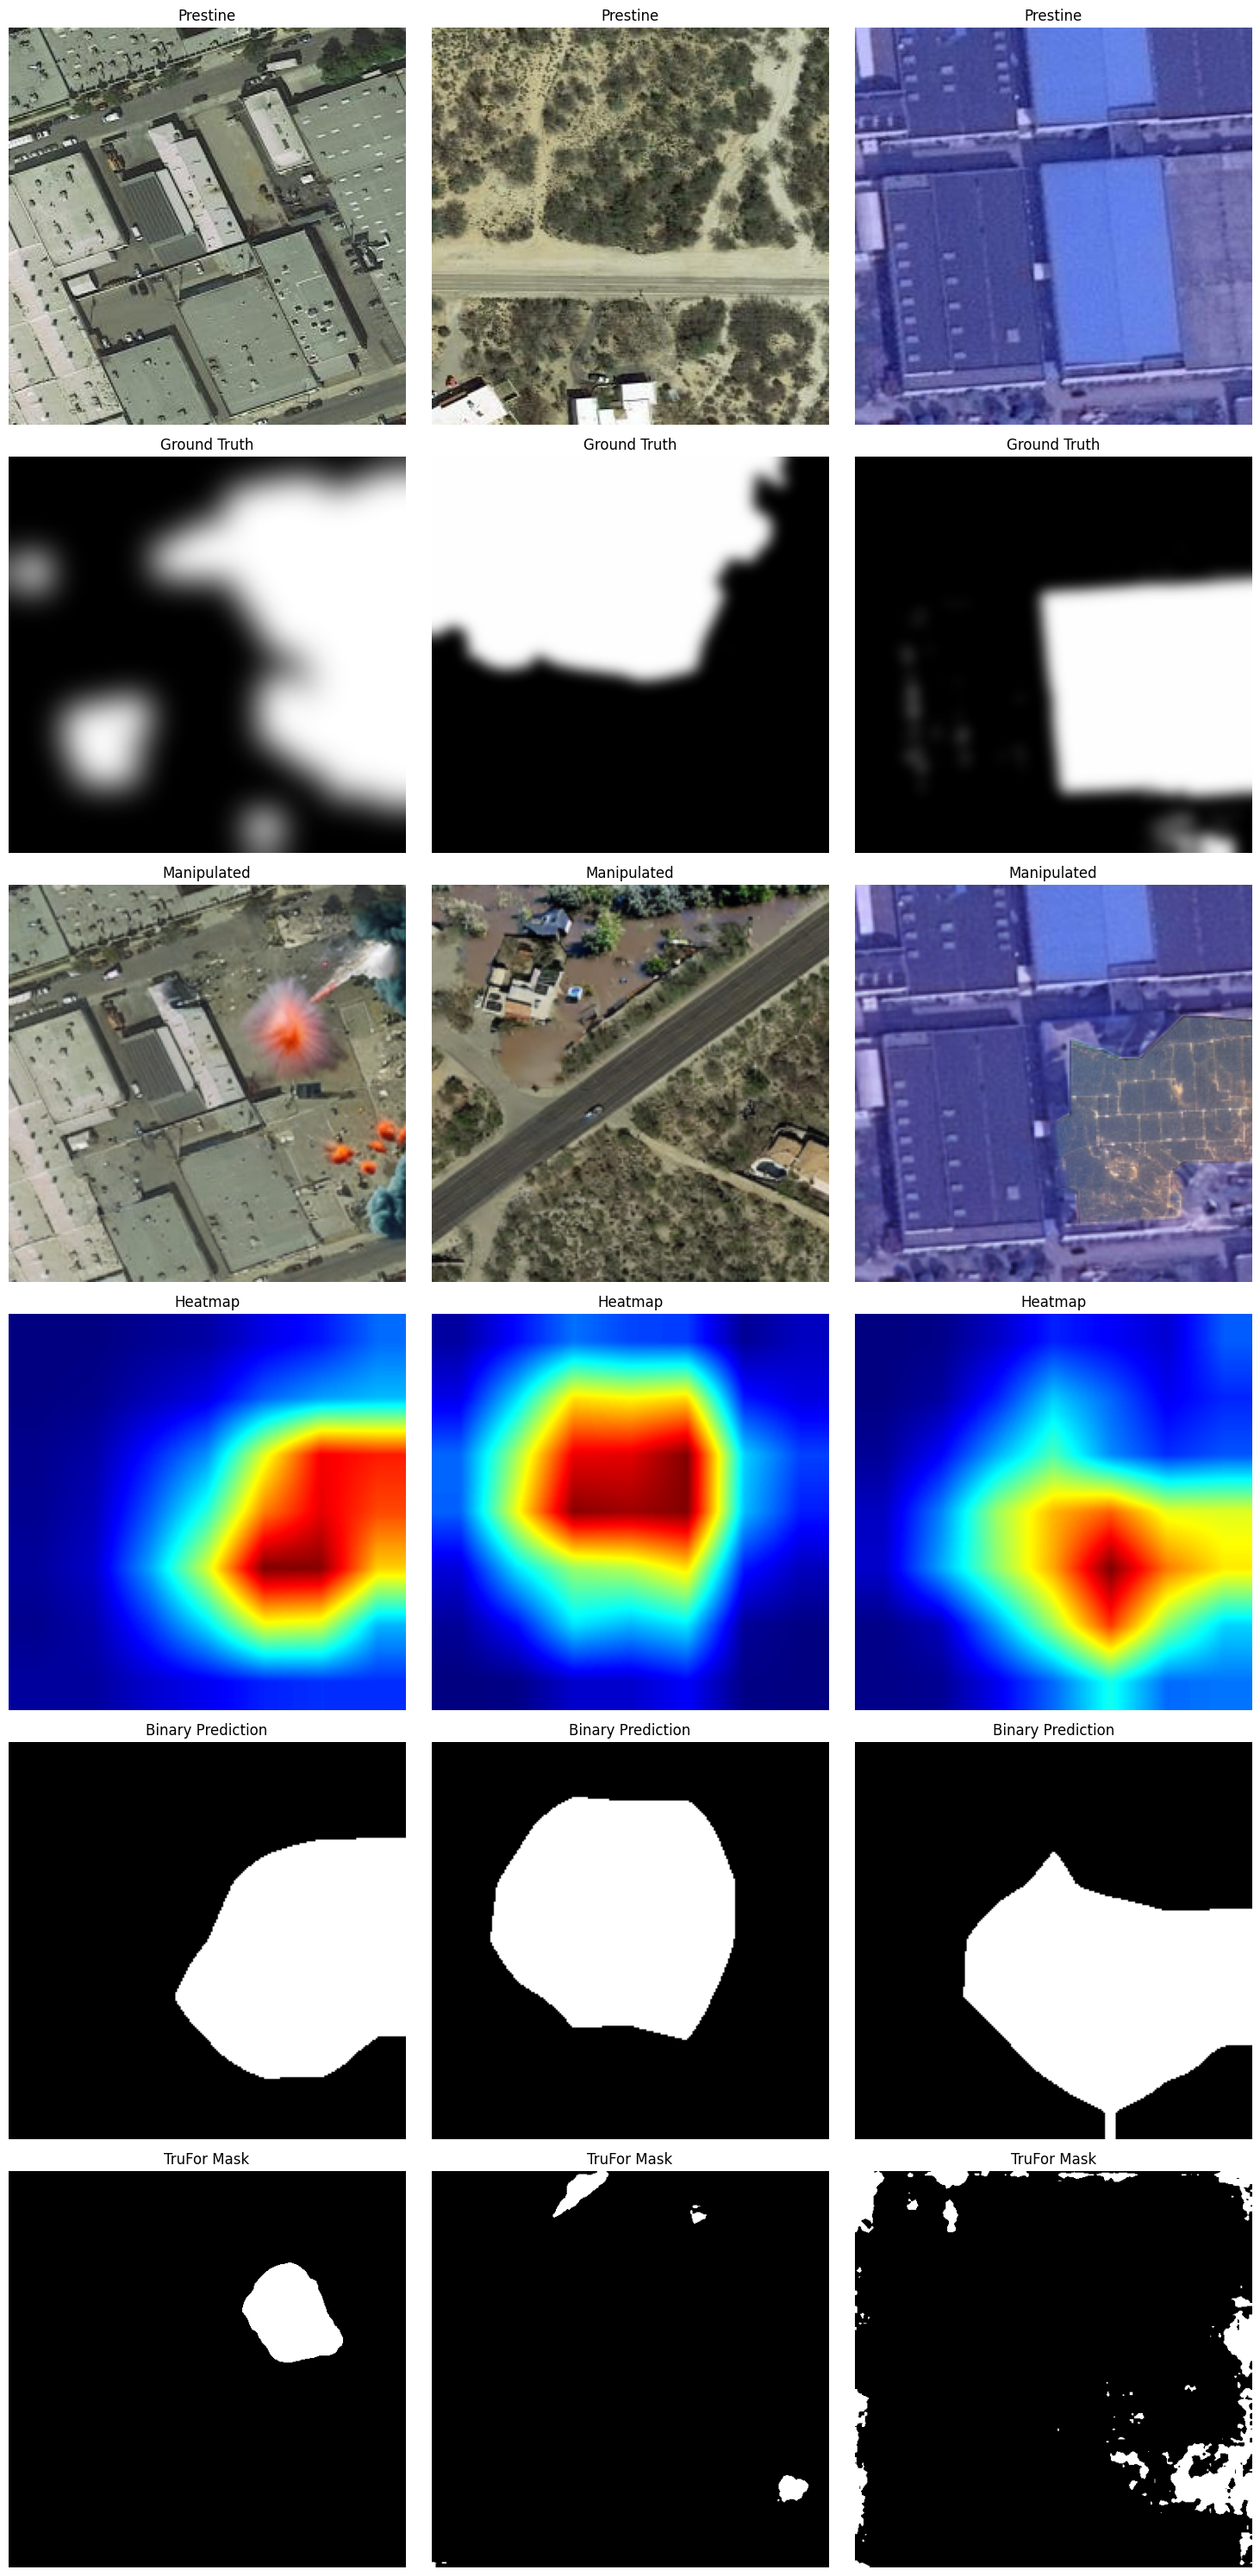 Prestine Prestine Prestine
Ground Truth Ground Truth Ground Truth
Manipulated Manipulated Manipulated
Heatmap Heatmap Heatmap
Binary Prediction Binary Prediction Binary Prediction
TruFor Mask TruFor Mask TruFor Mask